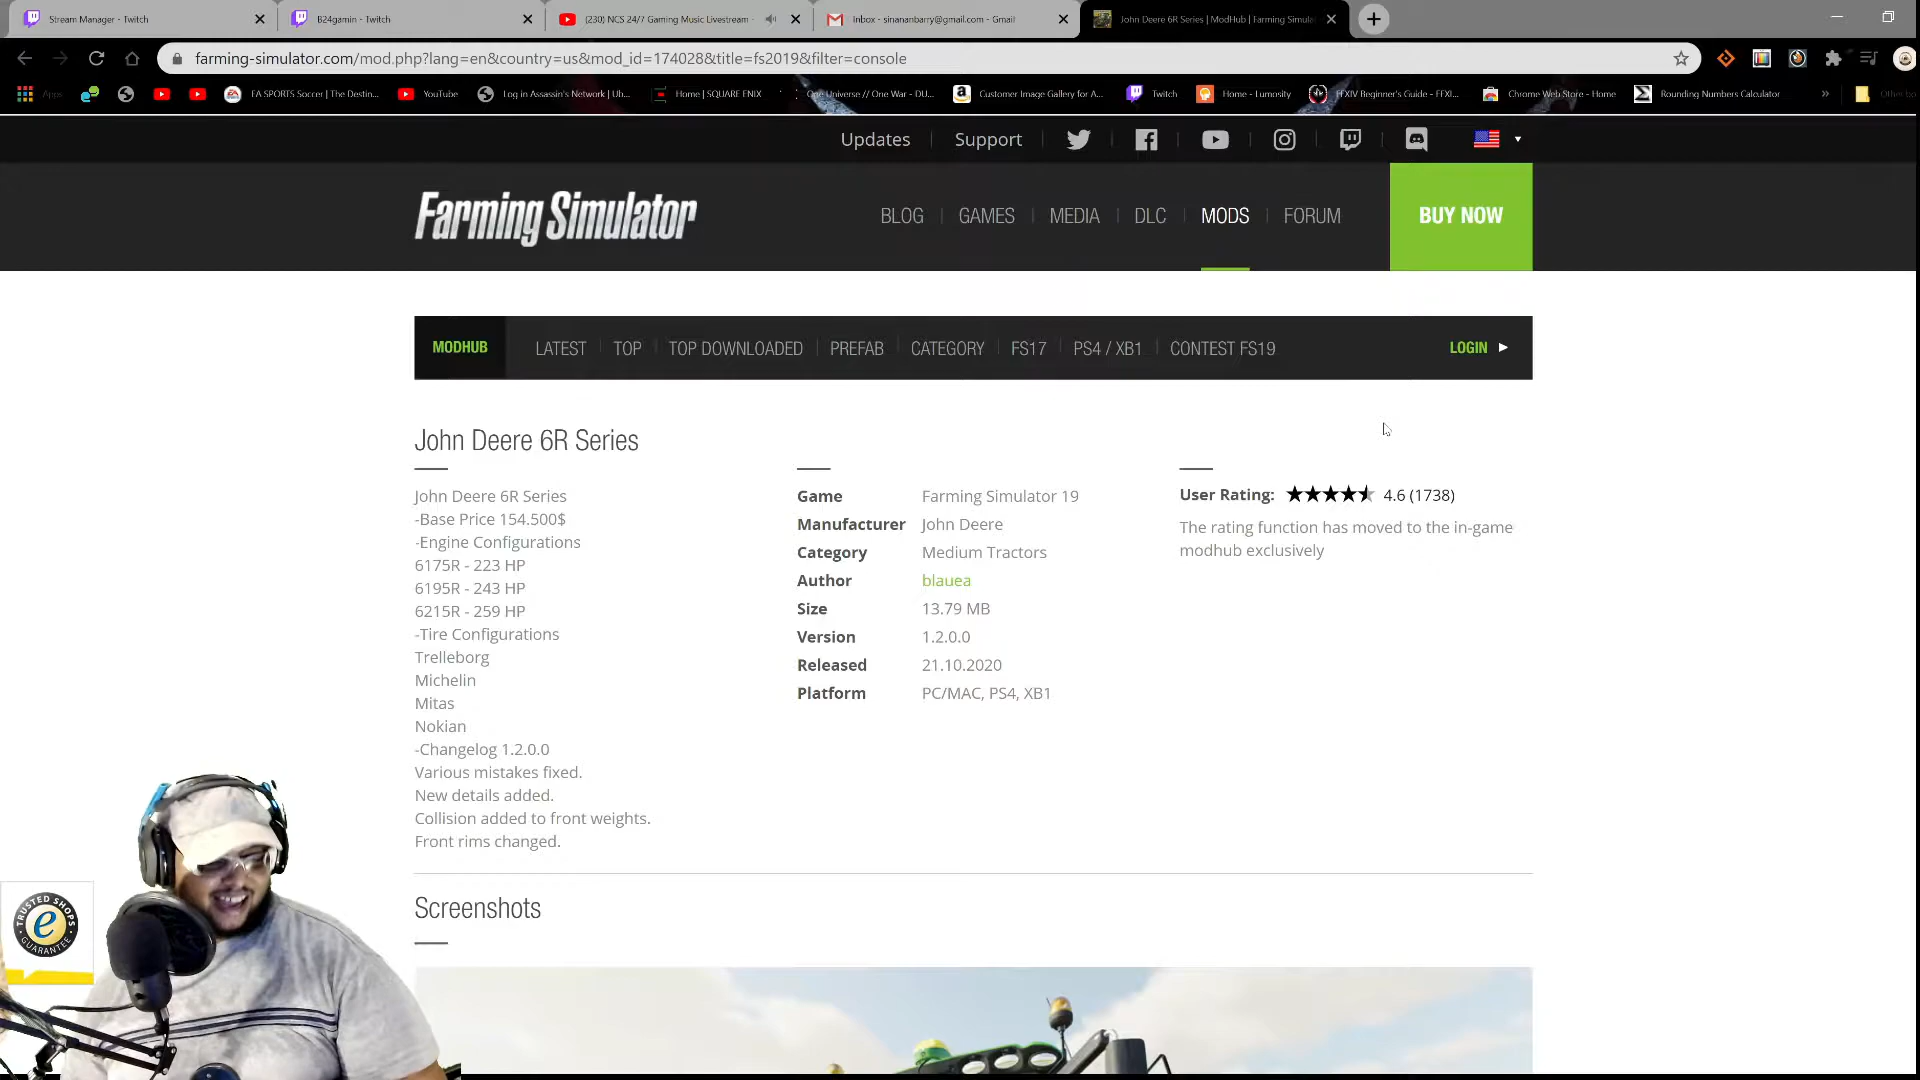 Stream Manager - Twitch
B24gamin - Twitch
(230) NCS 24/7 Gaming Music Livestream -
Inbox - sinananbarry@gmail.com - Gmail
John Deere 6R Series | ModHub | Farming Simula
farming-simulator.com/mod.php?lang=en&country=us&mod_id=174028&title=fs2019&filter=console
Apps
EA SPORTS Soccer | The Destin...
YouTube
Log in Assassin's Network | Ub...
Home | SQUARE ENIX
One Universe // One War - DU...
Customer Image Gallery for A...
Twitch
Home - Lumosity
FFXIV Beginner's Guide - FFXI...
Chrome Web Store - Home
Rounding Numbers Calculator
»
Updates
Support
Farming Simulator
BLOG
GAMES
MEDIA
DLC
MODS
FORUM
BUY NOW
MODHUB
LATEST
TOP
TOP DOWNLOADED
PREFAB
CATEGORY
FS17
PS4 / XB1
CONTEST FS19
LOGIN
John Deere 6R Series
John Deere 6R Series
-Base Price 154.500$
-Engine Configurations
6175R - 223 HP
6195R - 243 HP
6215R - 259 HP
-Tire Configurations
Trelleborg
Michelin
Mitas
Nokian
-Changelog 1.2.0.0
Various mistakes fixed.
New details added.
Collision added to front weights.
Front rims changed.
Game Farming Simulator 19
Manufacturer John Deere
Category Medium Tractors
Author blauea
Size 13.79 MB
Version 1.2.0.0
Released 21.10.2020
Platform PC/MAC, PS4, XB1
User Rating: 4.6 (1738)
The rating function has moved to the in-game
modhub exclusively
Screenshots
TRUSTED SHOPS
e
GUARANTEE